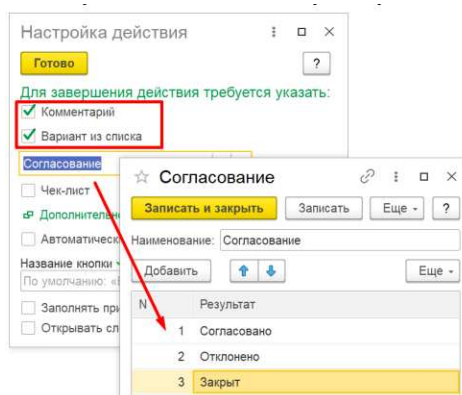 Настройка действия
Готово
?
Для завершения действия требуется указать:
Комментарий
Вариант из списка
Согласование
Чек-лист
Автоматическ
Название кнопки
По умолчанию:
Заполнять при
Открывать сл
Согласование
Записать и закрыть
Записать
Еще
?
Наименование: Согласование
Добавить
Еще
N Результат
1 Согласовано
2 Отклонено
3 Закрыт